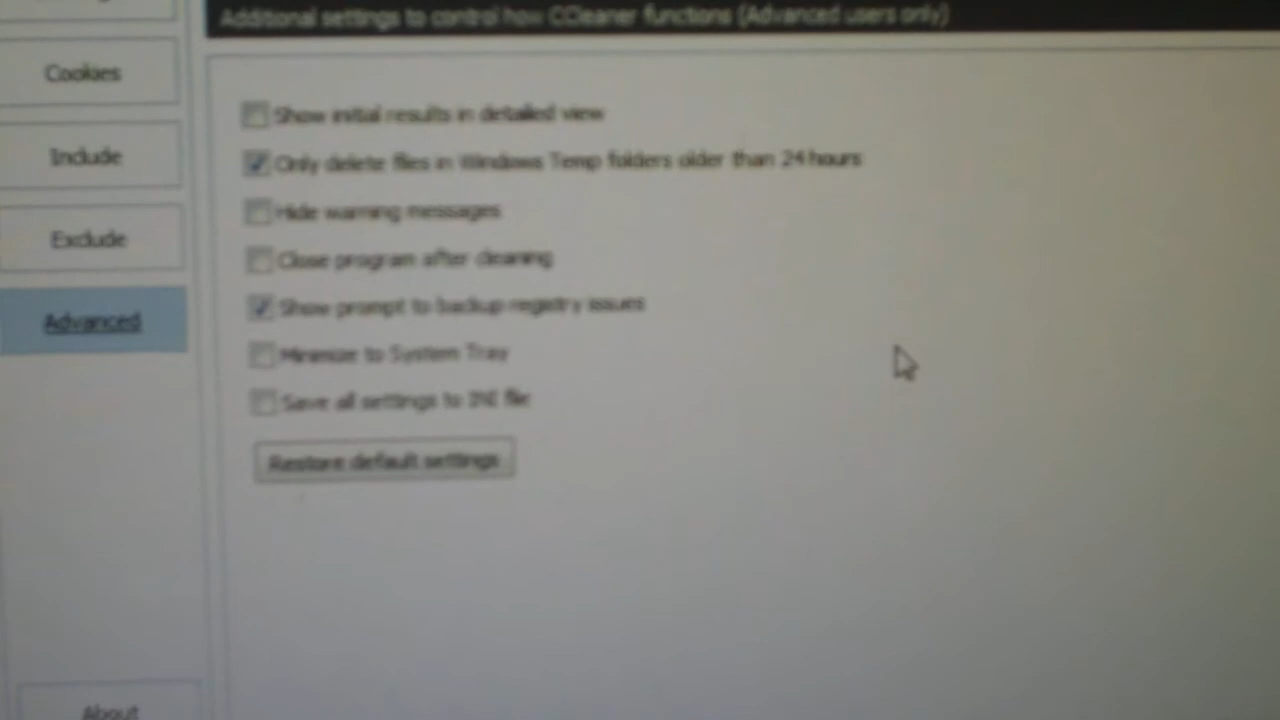 Additional settings to control how CCleaner functions (Advanced users only)
Cookies
Include
Exclude
Advanced
Show initial results in detailed view
Only delete files in Windows Temp folders older than 24 hours
Hide warning messages
Close program after cleaning
Show prompt to backup registry issues
Minimize to System Tray
Save all settings to INI file
Restore default settings
About